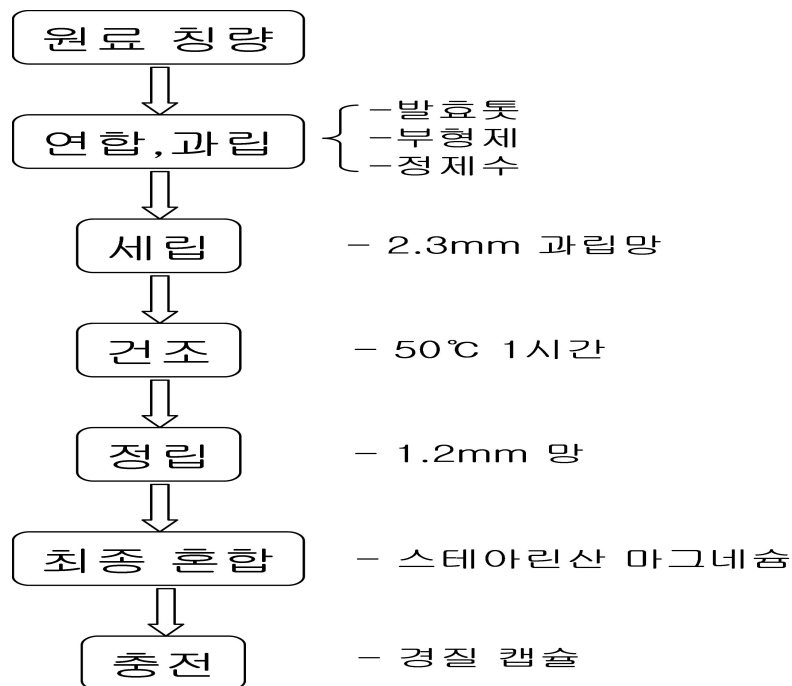 원료 칭량
연합,과립
-발효톳
-부형제
-정제수
세립
- 2.3mm 과립망
건조
- 50℃ 1시간
정립
- 1.2mm 망
최종 혼합
- 스테아린산 마그네슘
충전
- 경질 캡슐